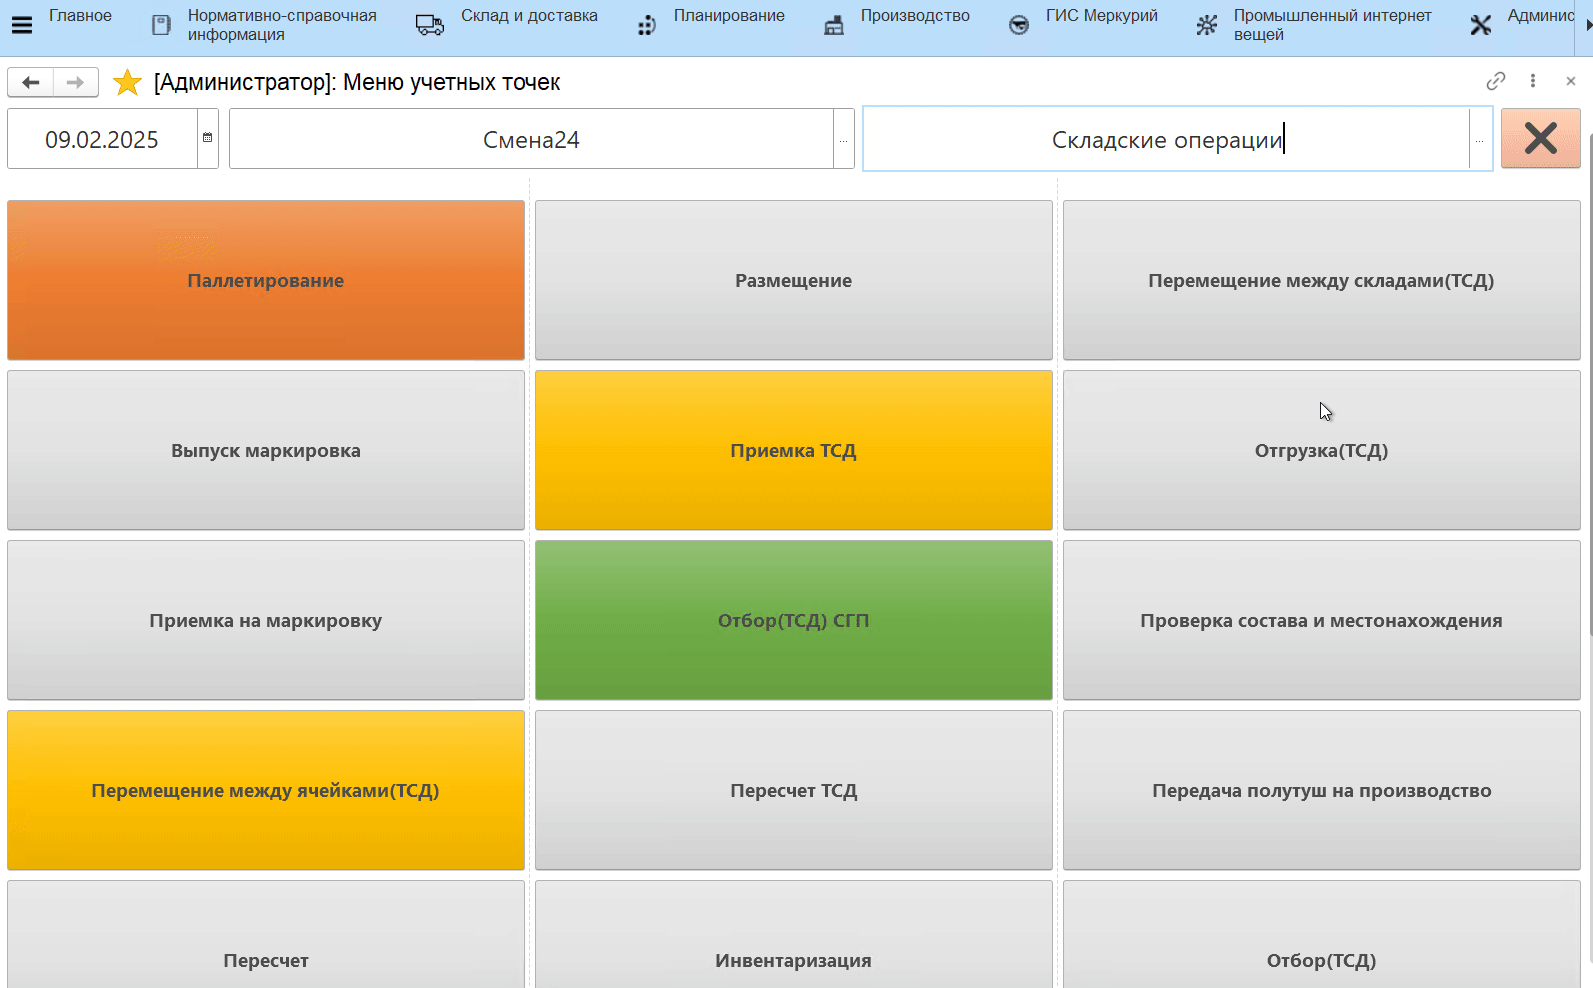 Главное
Нормативно-справочная
информация
Склад и доставка
Планирование
Производство
ГИС Меркурий
Промышленный интернет
вещей
Админис
[Администратор]: Меню учетных точек
09.02.2025
Смена24
...
Складские операции
...
Паллетирование
Размещение
Перемещение между складами(ТСД)
Выпуск маркировка
Приемка ТСД
Отгрузка(ТСД)
Приемка на маркировку
Отбор(ТСД) СГП
Проверка состава и местонахождения
Перемещение между ячейками(ТСД)
Пересчет ТСД
Передача полутуш на производство
Пересчет
Инвентаризация
Отбор(ТСД)